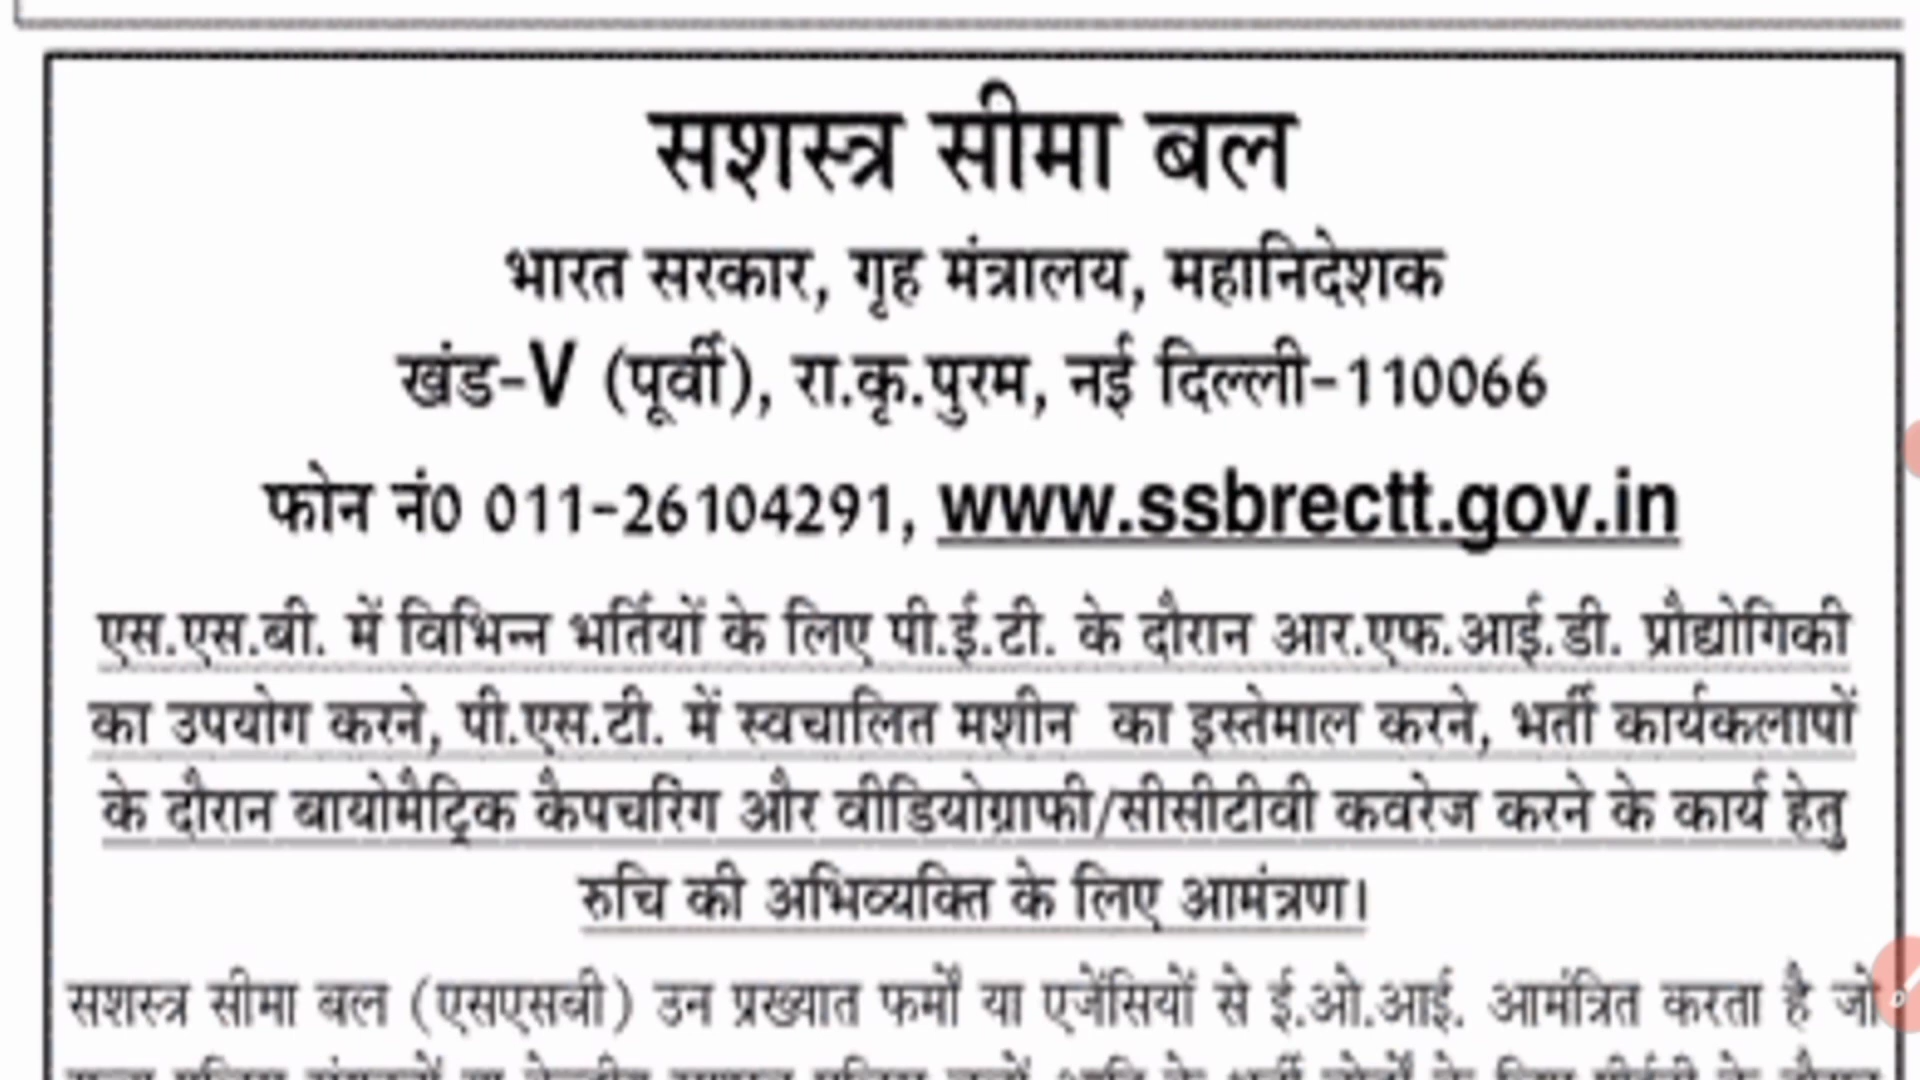 सशस्त्र सीमा बल
भारत सरकार, गृह मंत्रालय, महानिदेशक
खंड-V (पूर्वी), रा.कृ.पुरम, नई दिल्ली-110066
फोन नं0 011-26104291, www.ssbrectt.gov.in
एस.एस.बी. में विभिन्न भर्तियों के लिए पी.ई.टी. के दौरान आर.एफ.आई.डी. प्रौद्योगिकी
का उपयोग करने, पी.एस.टी. में स्वचालित मशीन का इस्तेमाल करने, भर्ती कार्यकलापों
के दौरान बायोमैट्रिक कैपचरिंग और वीडियोग्राफी/सीसीटीवी कवरेज करने के कार्य हेतु
रुचि की अभिव्यक्ति के लिए आमंत्रण।
सशस्त्र सीमा बल (एसएसबी) उन प्रख्यात फर्मों या एजेंसियों से ई.ओ.आई. आमंत्रित करता है जो